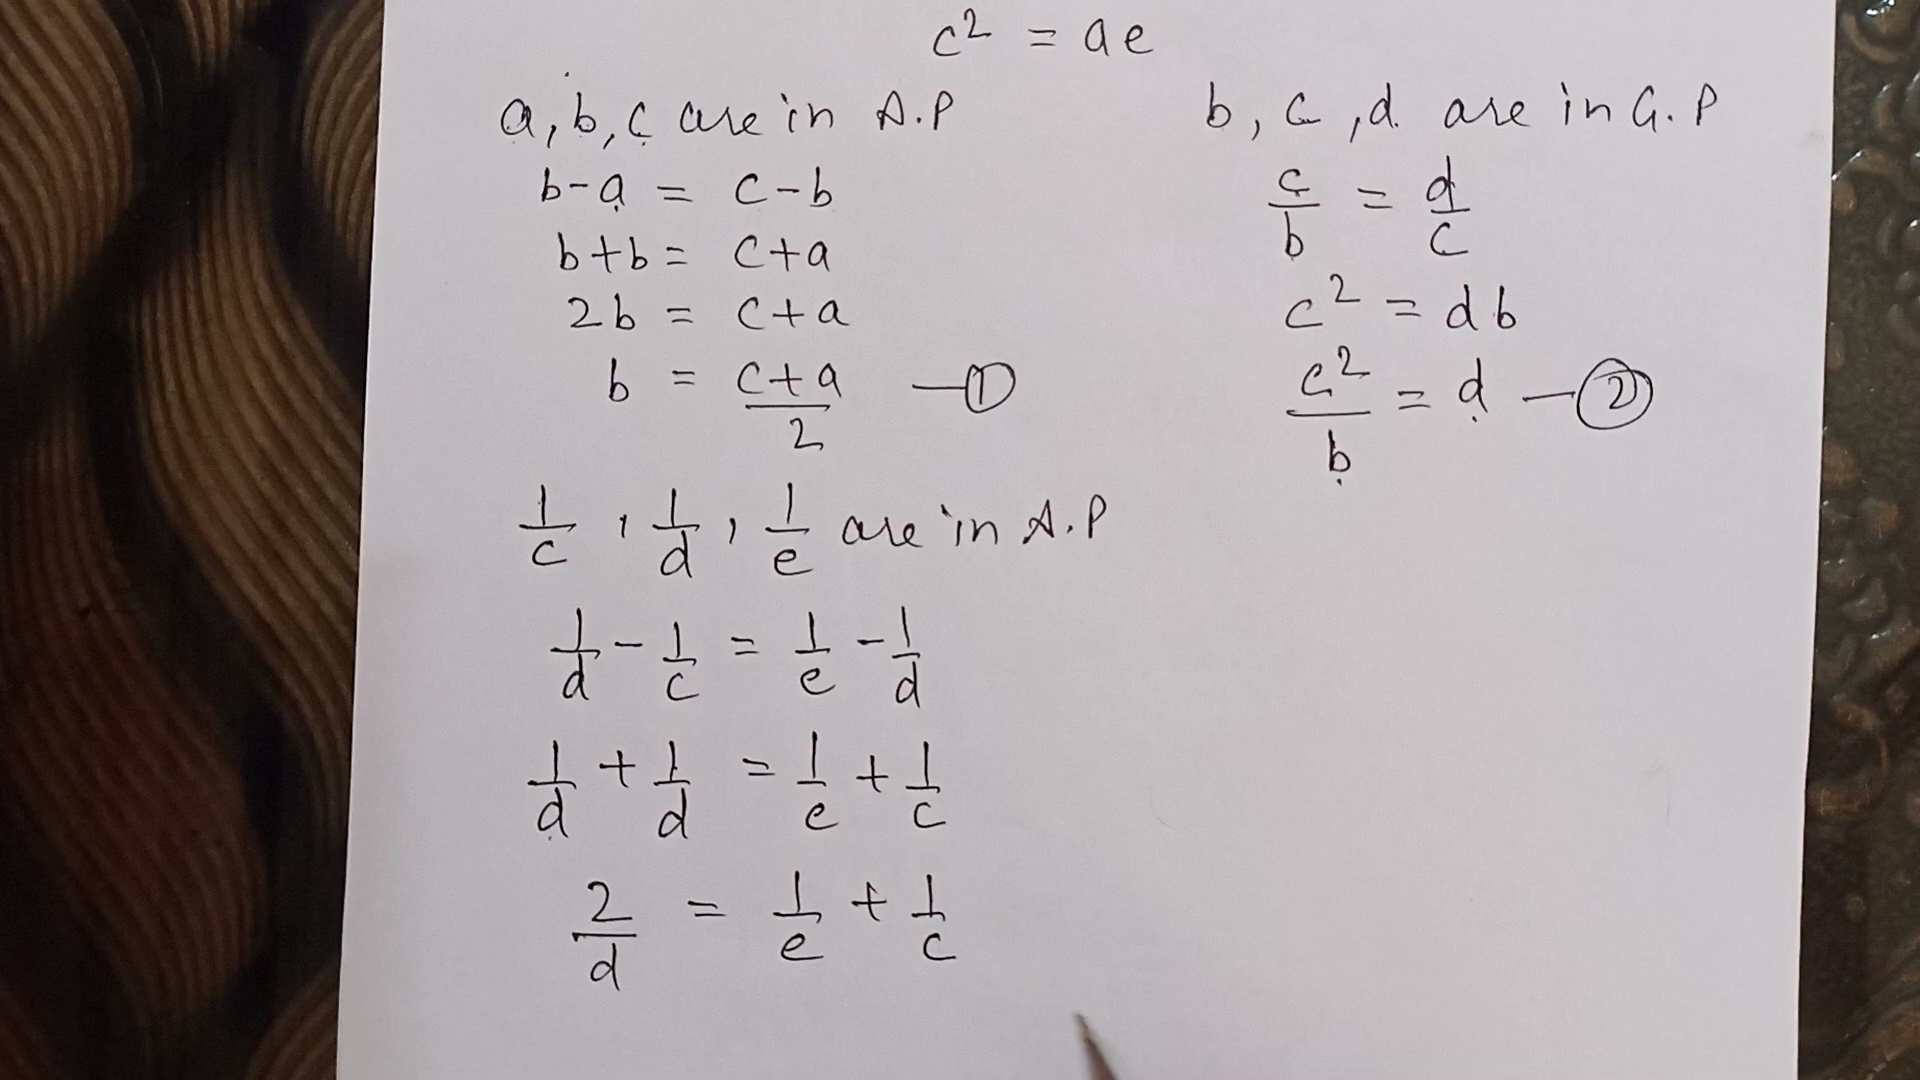 c² = ae
a, b, c are in A.P
b-a = c-b
b+b = c+a
2b = c+a
b = c+a/2 —①
b, c, d are in G.P
c/b = d/c
c² = db
c²/b = d —②
1/c, 1/d, 1/e are in A.P
1/d - 1/c = 1/e - 1/d
1/d + 1/d = 1/e + 1/c
2/d = 1/e + 1/c